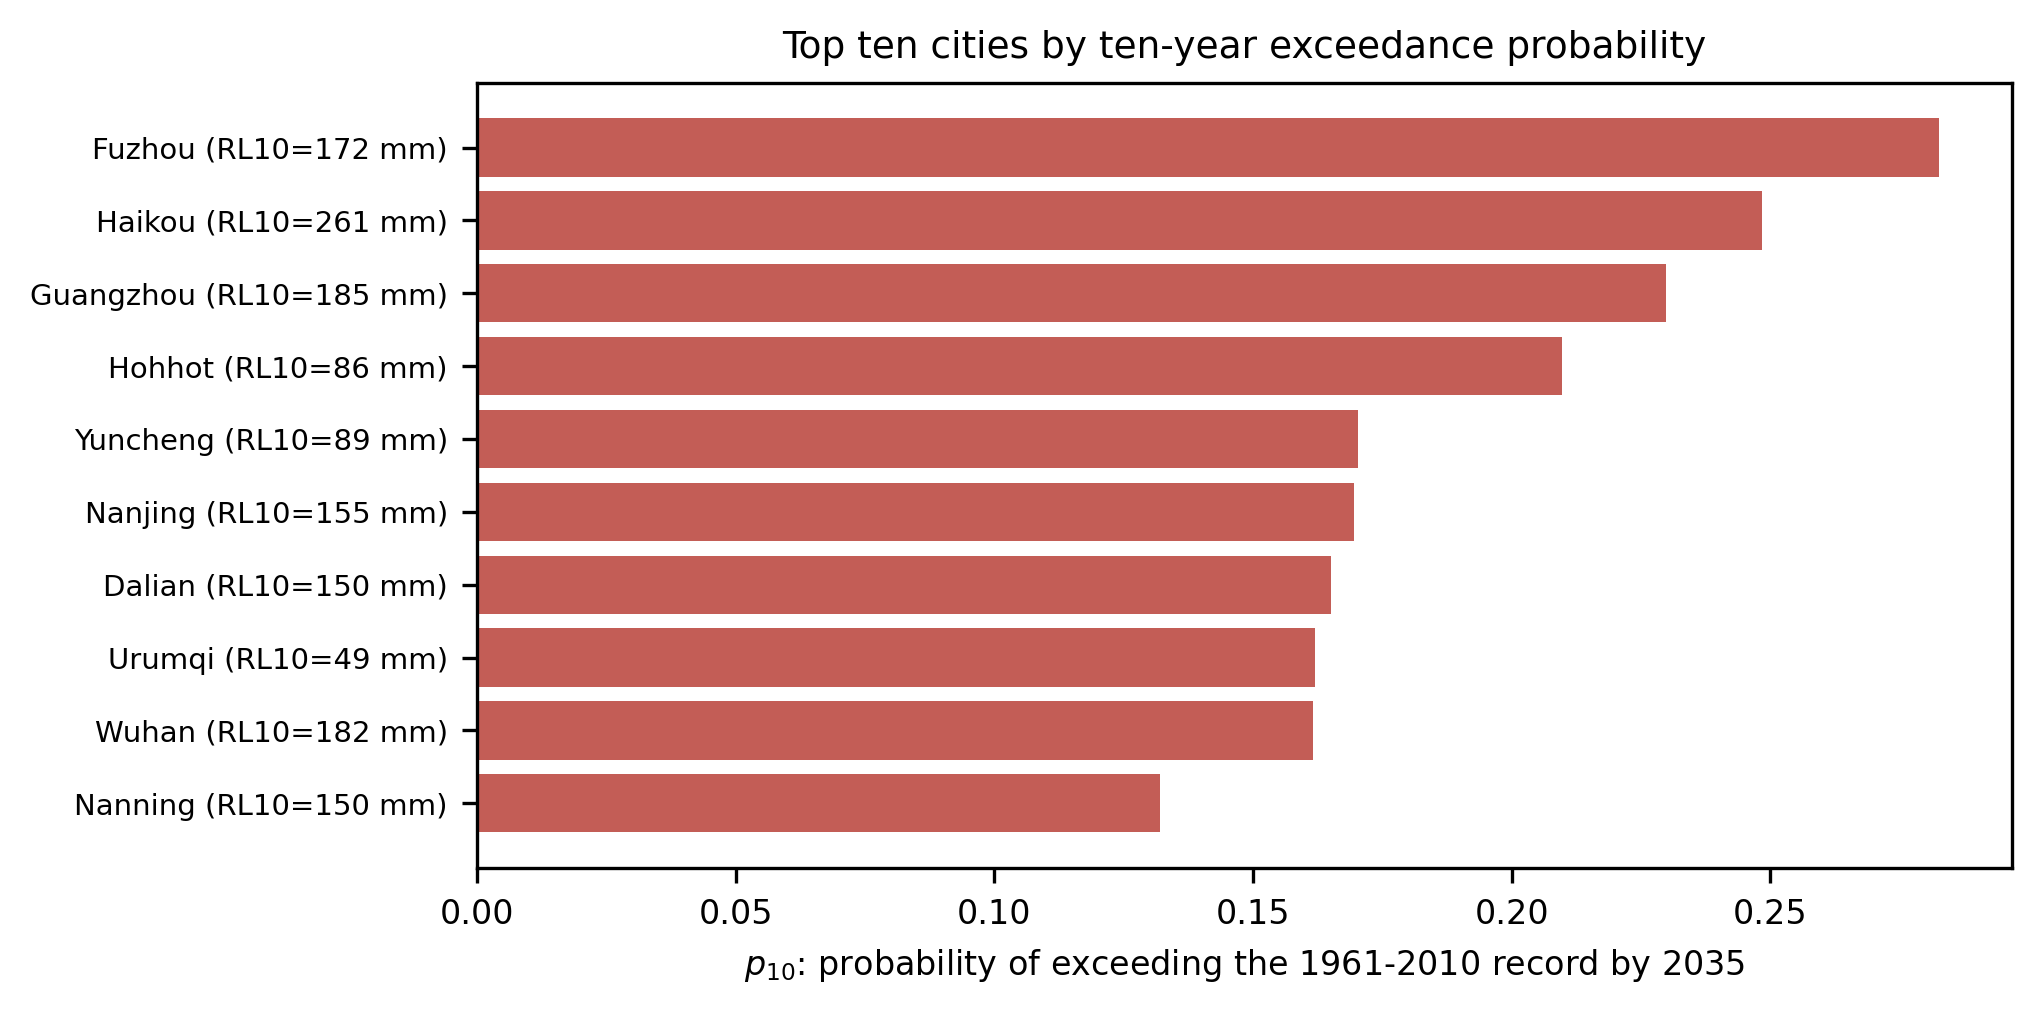 Top ten cities by ten-year exceedance probability
Fuzhou (RL10=172 mm)
Haikou (RL10=261 mm)
Guangzhou (RL10=185 mm)
Hohhot (RL10=86 mm)
Yuncheng (RL10=89 mm)
Nanjing (RL10=155 mm)
Dalian (RL10=150 mm)
Urumqi (RL10=49 mm)
Wuhan (RL10=182 mm)
Nanning (RL10=150 mm)
0.00 0.05 0.10 0.15 0.20 0.25
p10: probability of exceeding the 1961-2010 record by 2035